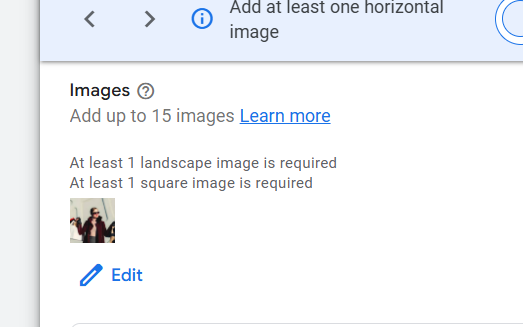 Add at least one horizontal
image
Images
Add up to 15 images Learn more
At least 1 landscape image is required
At least 1 square image is required
Edit